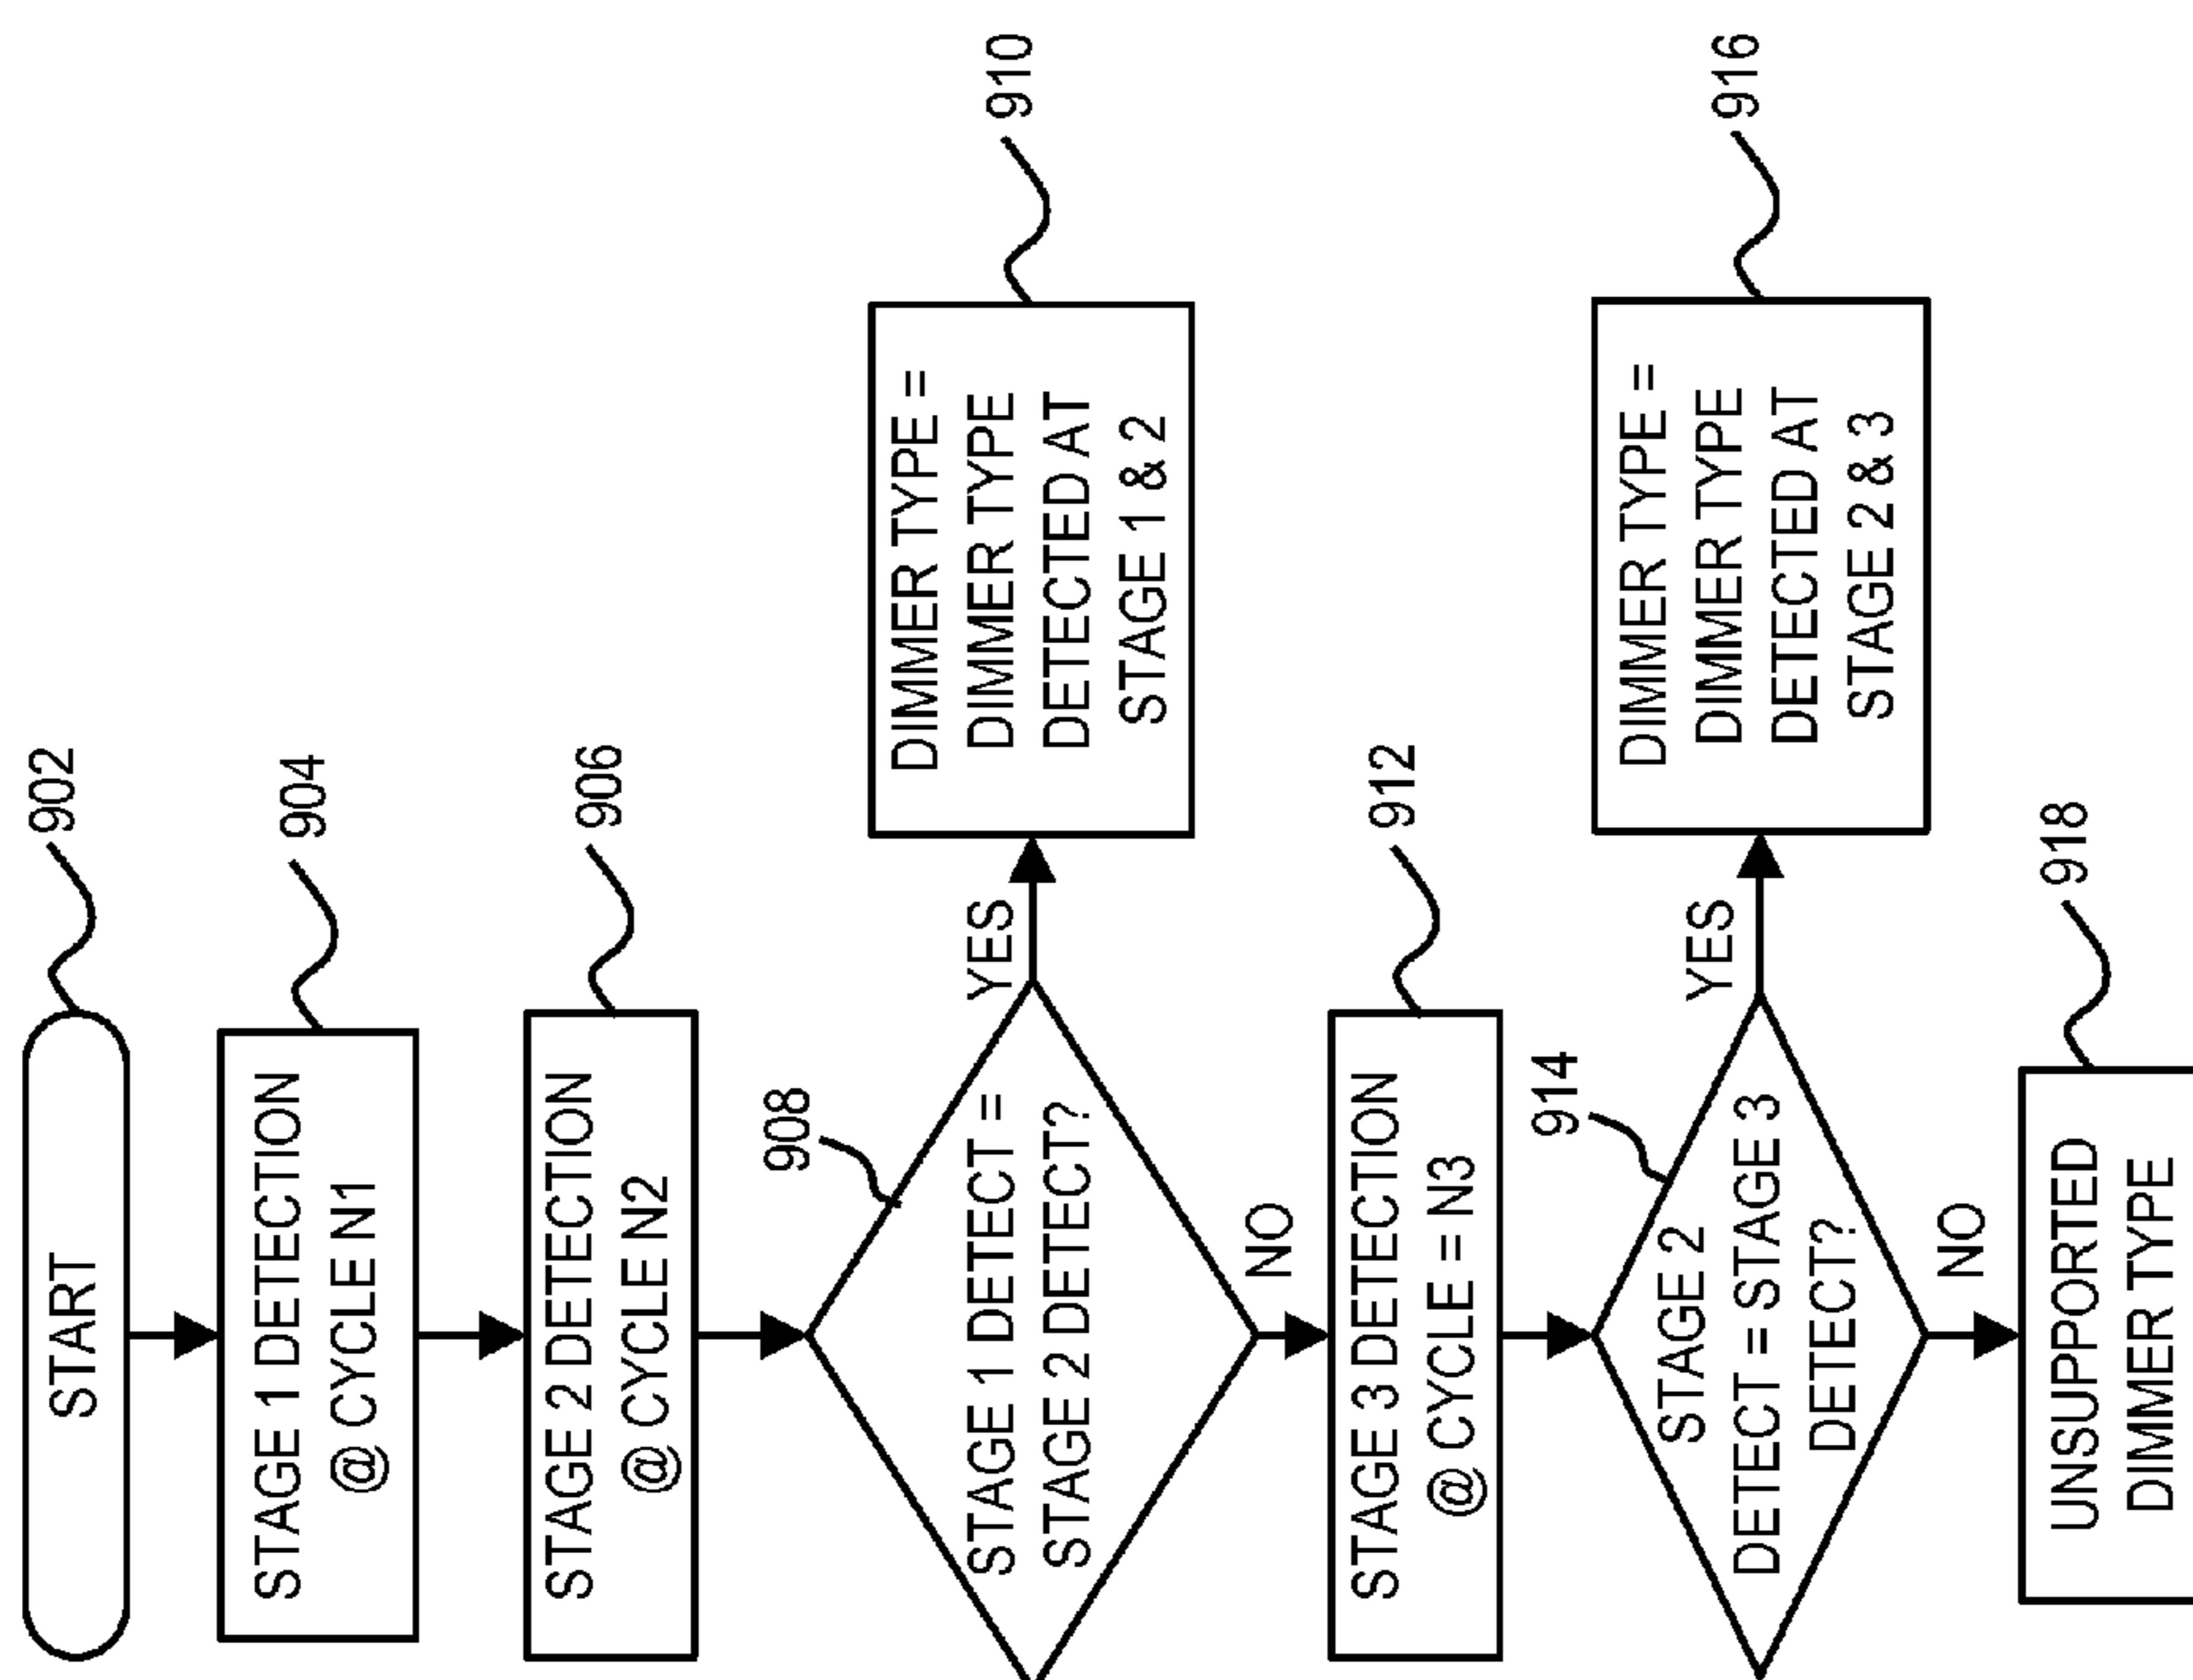 START
902
STAGE 1 DETECTION
@ CYCLE N1
904
STAGE 2 DETECTION
@ CYCLE N2
906
908
STAGE 1 DETECT =
STAGE 2 DETECT?
YES
DIMMER TYPE =
DIMMER TYPE
DETECTED AT
STAGE 1 & 2
910
NO
STAGE 3 DETECTION
@ CYCLE = N3
912
914
STAGE 2
DETECT = STAGE 3
DETECT?
YES
DIMMER TYPE =
DIMMER TYPE
DETECTED AT
STAGE 2 & 3
916
NO
UNSUPPORTED
DIMMER TYPE
918